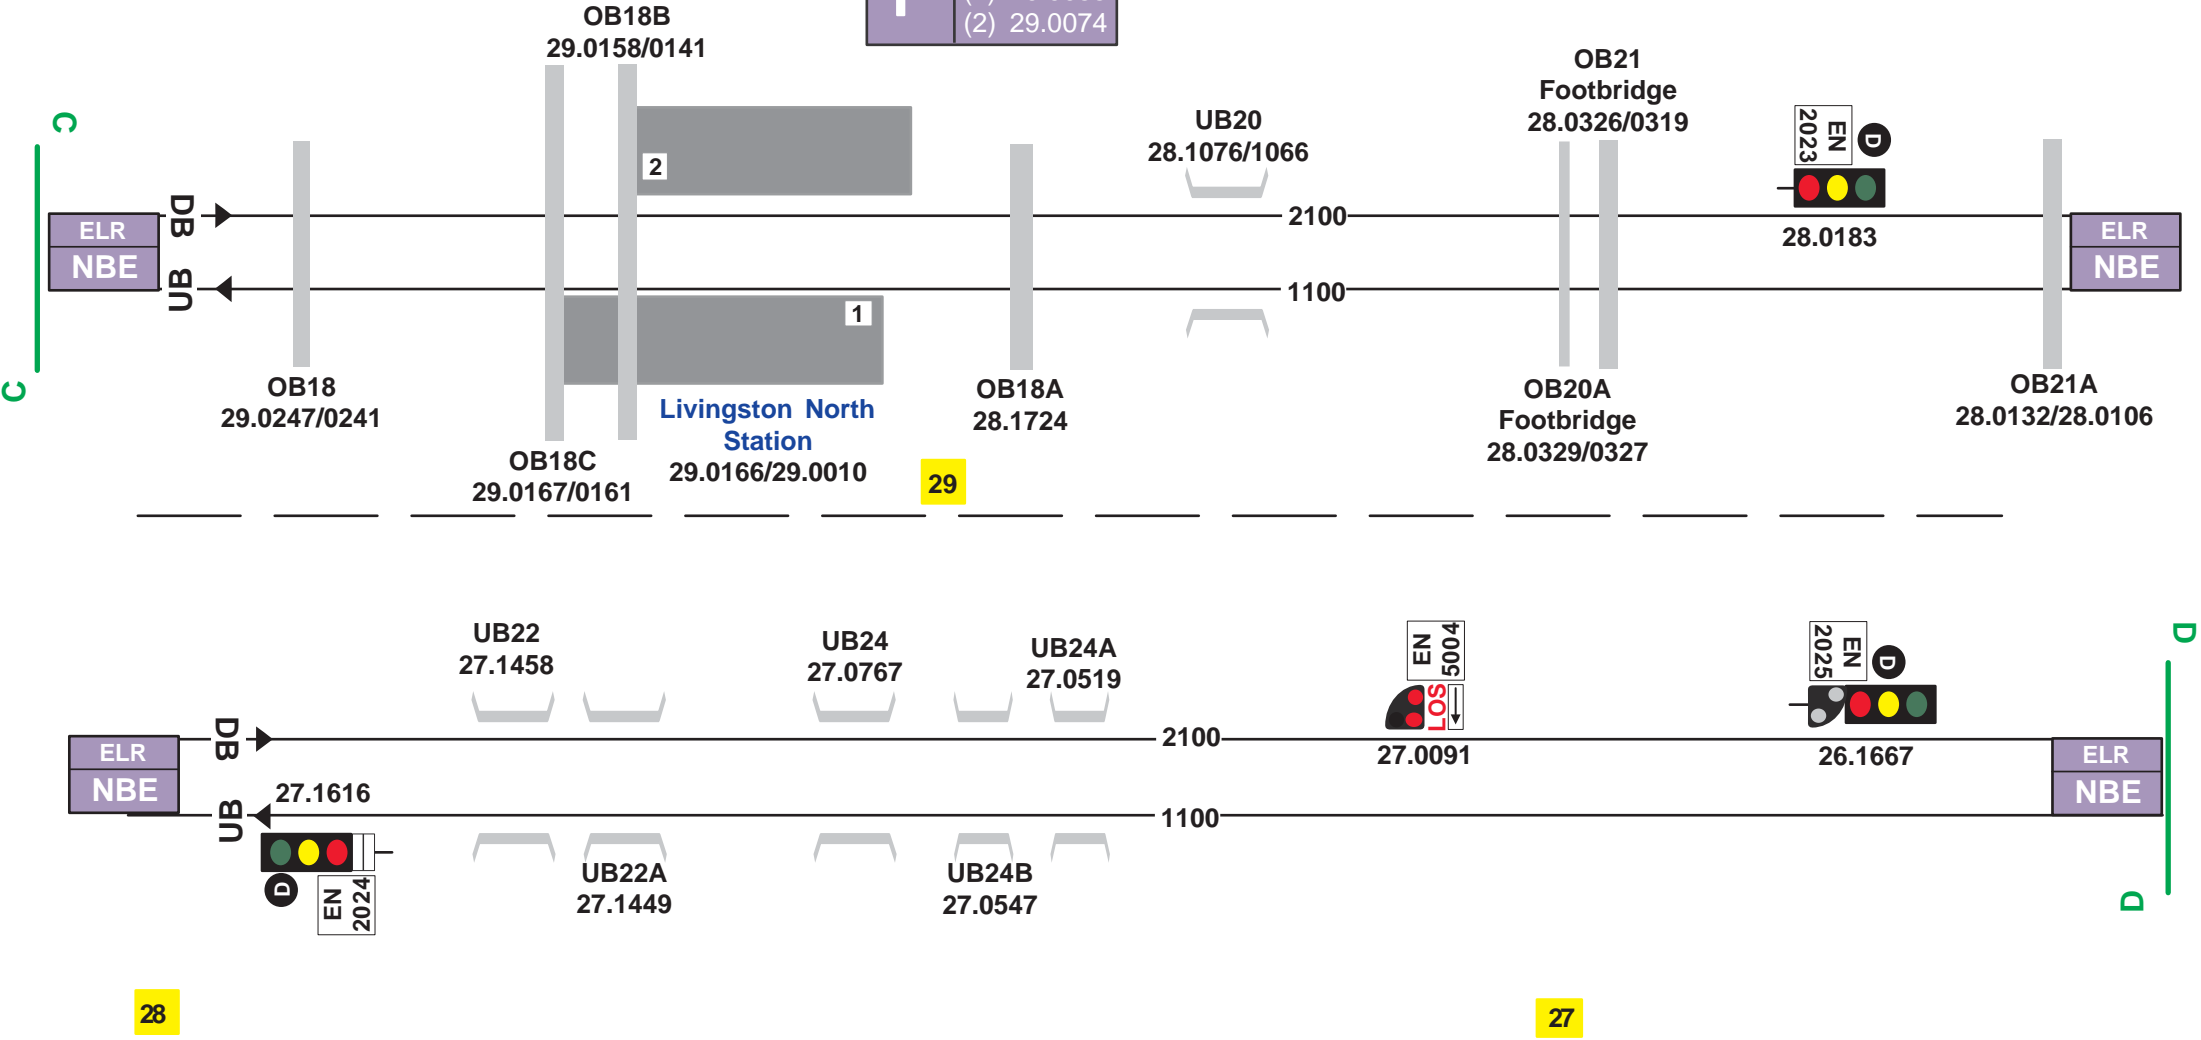 OB18B
29.0158/0141
(2) 29.0074
OB21
Footbridge
28.0326/0319
UB20
28.1076/1066
EN
2023
D
C
C
2
DB
ELR
NBE
UB
2100
28.0183
ELR
NBE
1100
1
OB18
29.0247/0241
Livingston North
Station
29.0166/29.0010
OB18A
28.1724
OB20A
Footbridge
28.0329/0327
OB21A
28.0132/28.0106
OB18C
29.0167/0161
29
UB22
27.1458
UB24
27.0767
UB24A
27.0519
EN
5004
LOS
EN
2025
D
D
D
DB
ELR
NBE
27.1616
UB
2100
27.0091
26.1667
ELR
NBE
1100
D
EN
2024
UB22A
27.1449
UB24B
27.0547
28
27